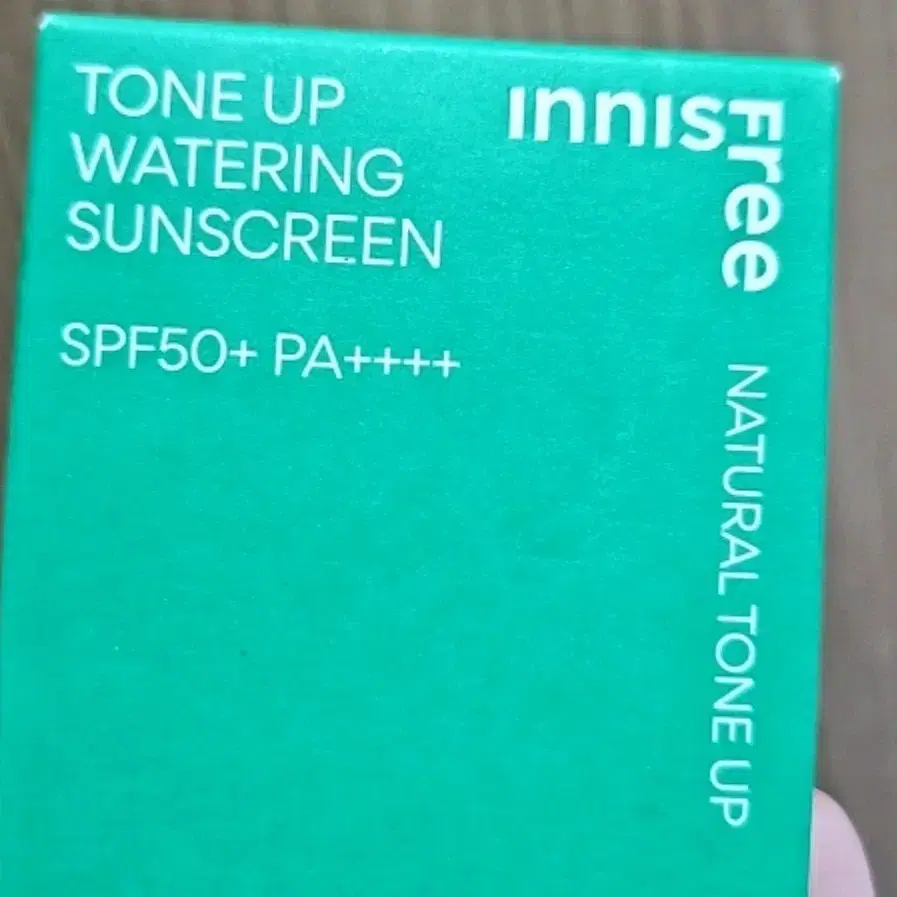 TONE UP
WATERING
SUNSCREEN
SPF50+ PA++++
INNISFree
NATURAL TONE UP